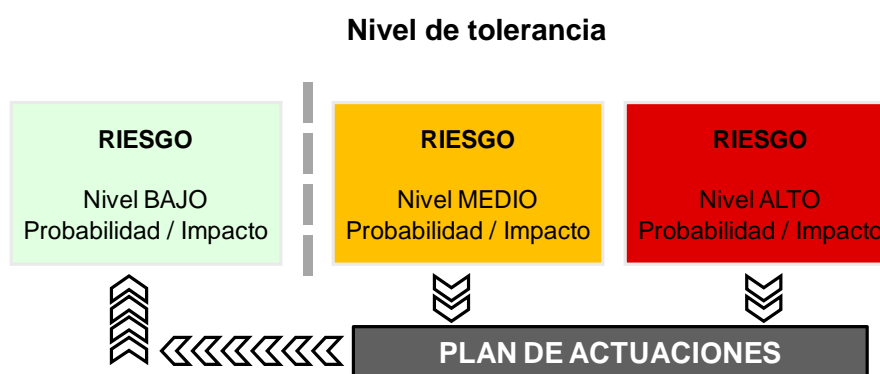 Nivel de tolerancia
RIESGO
Nivel BAJO
Probabilidad / Impacto
RIESGO
Nivel MEDIO
Probabilidad / Impacto
RIESGO
Nivel ALTO
Probabilidad / Impacto
PLAN DE ACTUACIONES